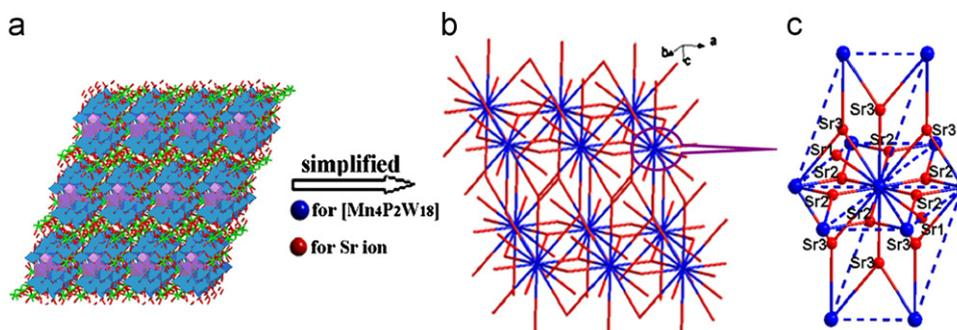 a
b
c
b
a
c
simplified
for [Mn₄P₂W₁₈]
for Sr ion
Sr3
Sr3
Sr3
Sr1
Sr2
Sr2
Sr2
Sr2
Sr2
Sr2
Sr1
Sr3
Sr3
Sr3